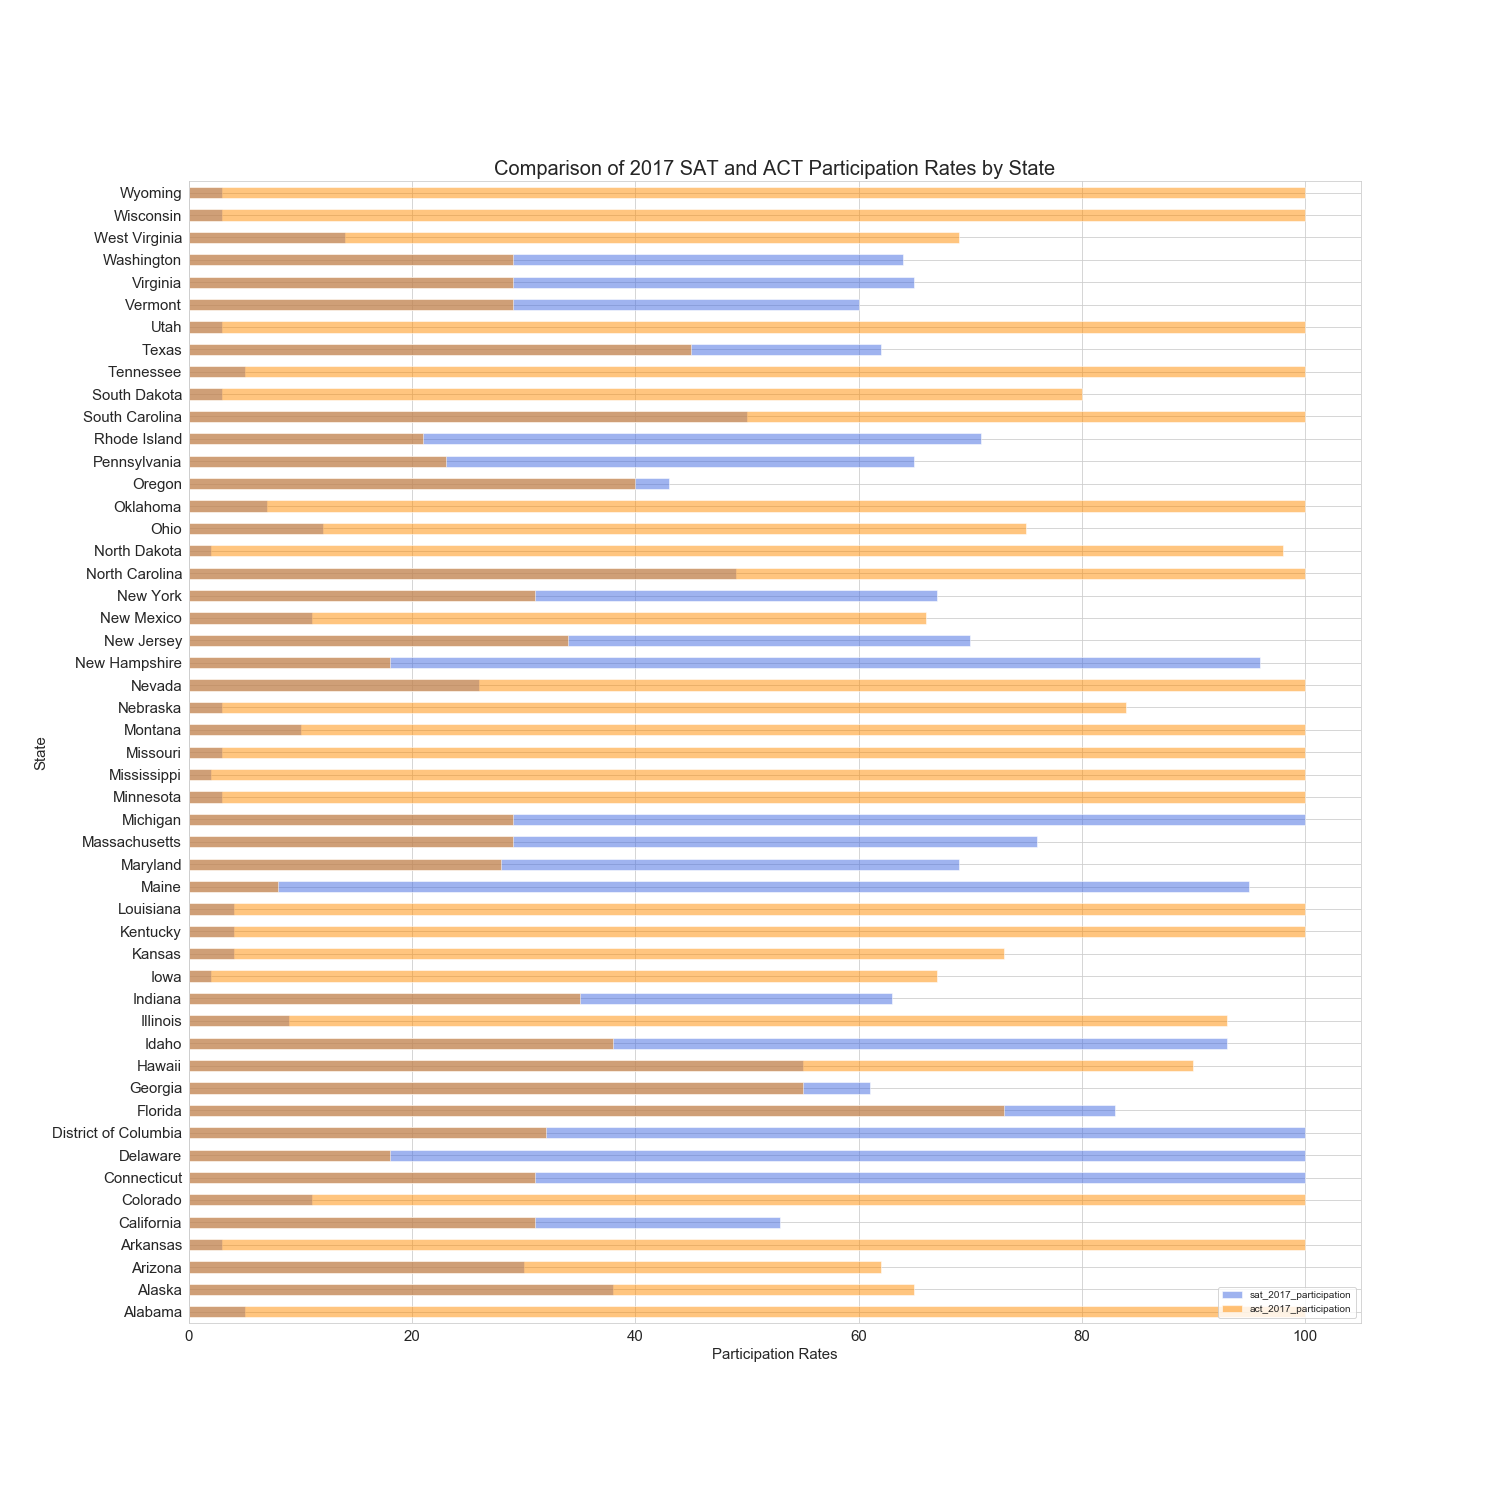 Comparison of 2017 SAT and ACT Participation Rates by State
Wyoming
Wisconsin
West Virginia
Washington
Virginia
Vermont
Utah
Texas
Tennessee
South Dakota
South Carolina
Rhode Island
Pennsylvania
Oregon
Oklahoma
Ohio
North Dakota
North Carolina
New York
New Mexico
New Jersey
New Hampshire
Nevada
Nebraska
Montana
Missouri
Mississippi
Minnesota
Michigan
Massachusetts
Maryland
Maine
Louisiana
Kentucky
Kansas
Iowa
Indiana
Illinois
Idaho
Hawaii
Georgia
Florida
District of Columbia
Delaware
Connecticut
Colorado
California
Arkansas
Arizona
Alaska
Alabama
State
sat_2017_participation
act_2017_participation
0 20 40 60 80 100
Participation Rates